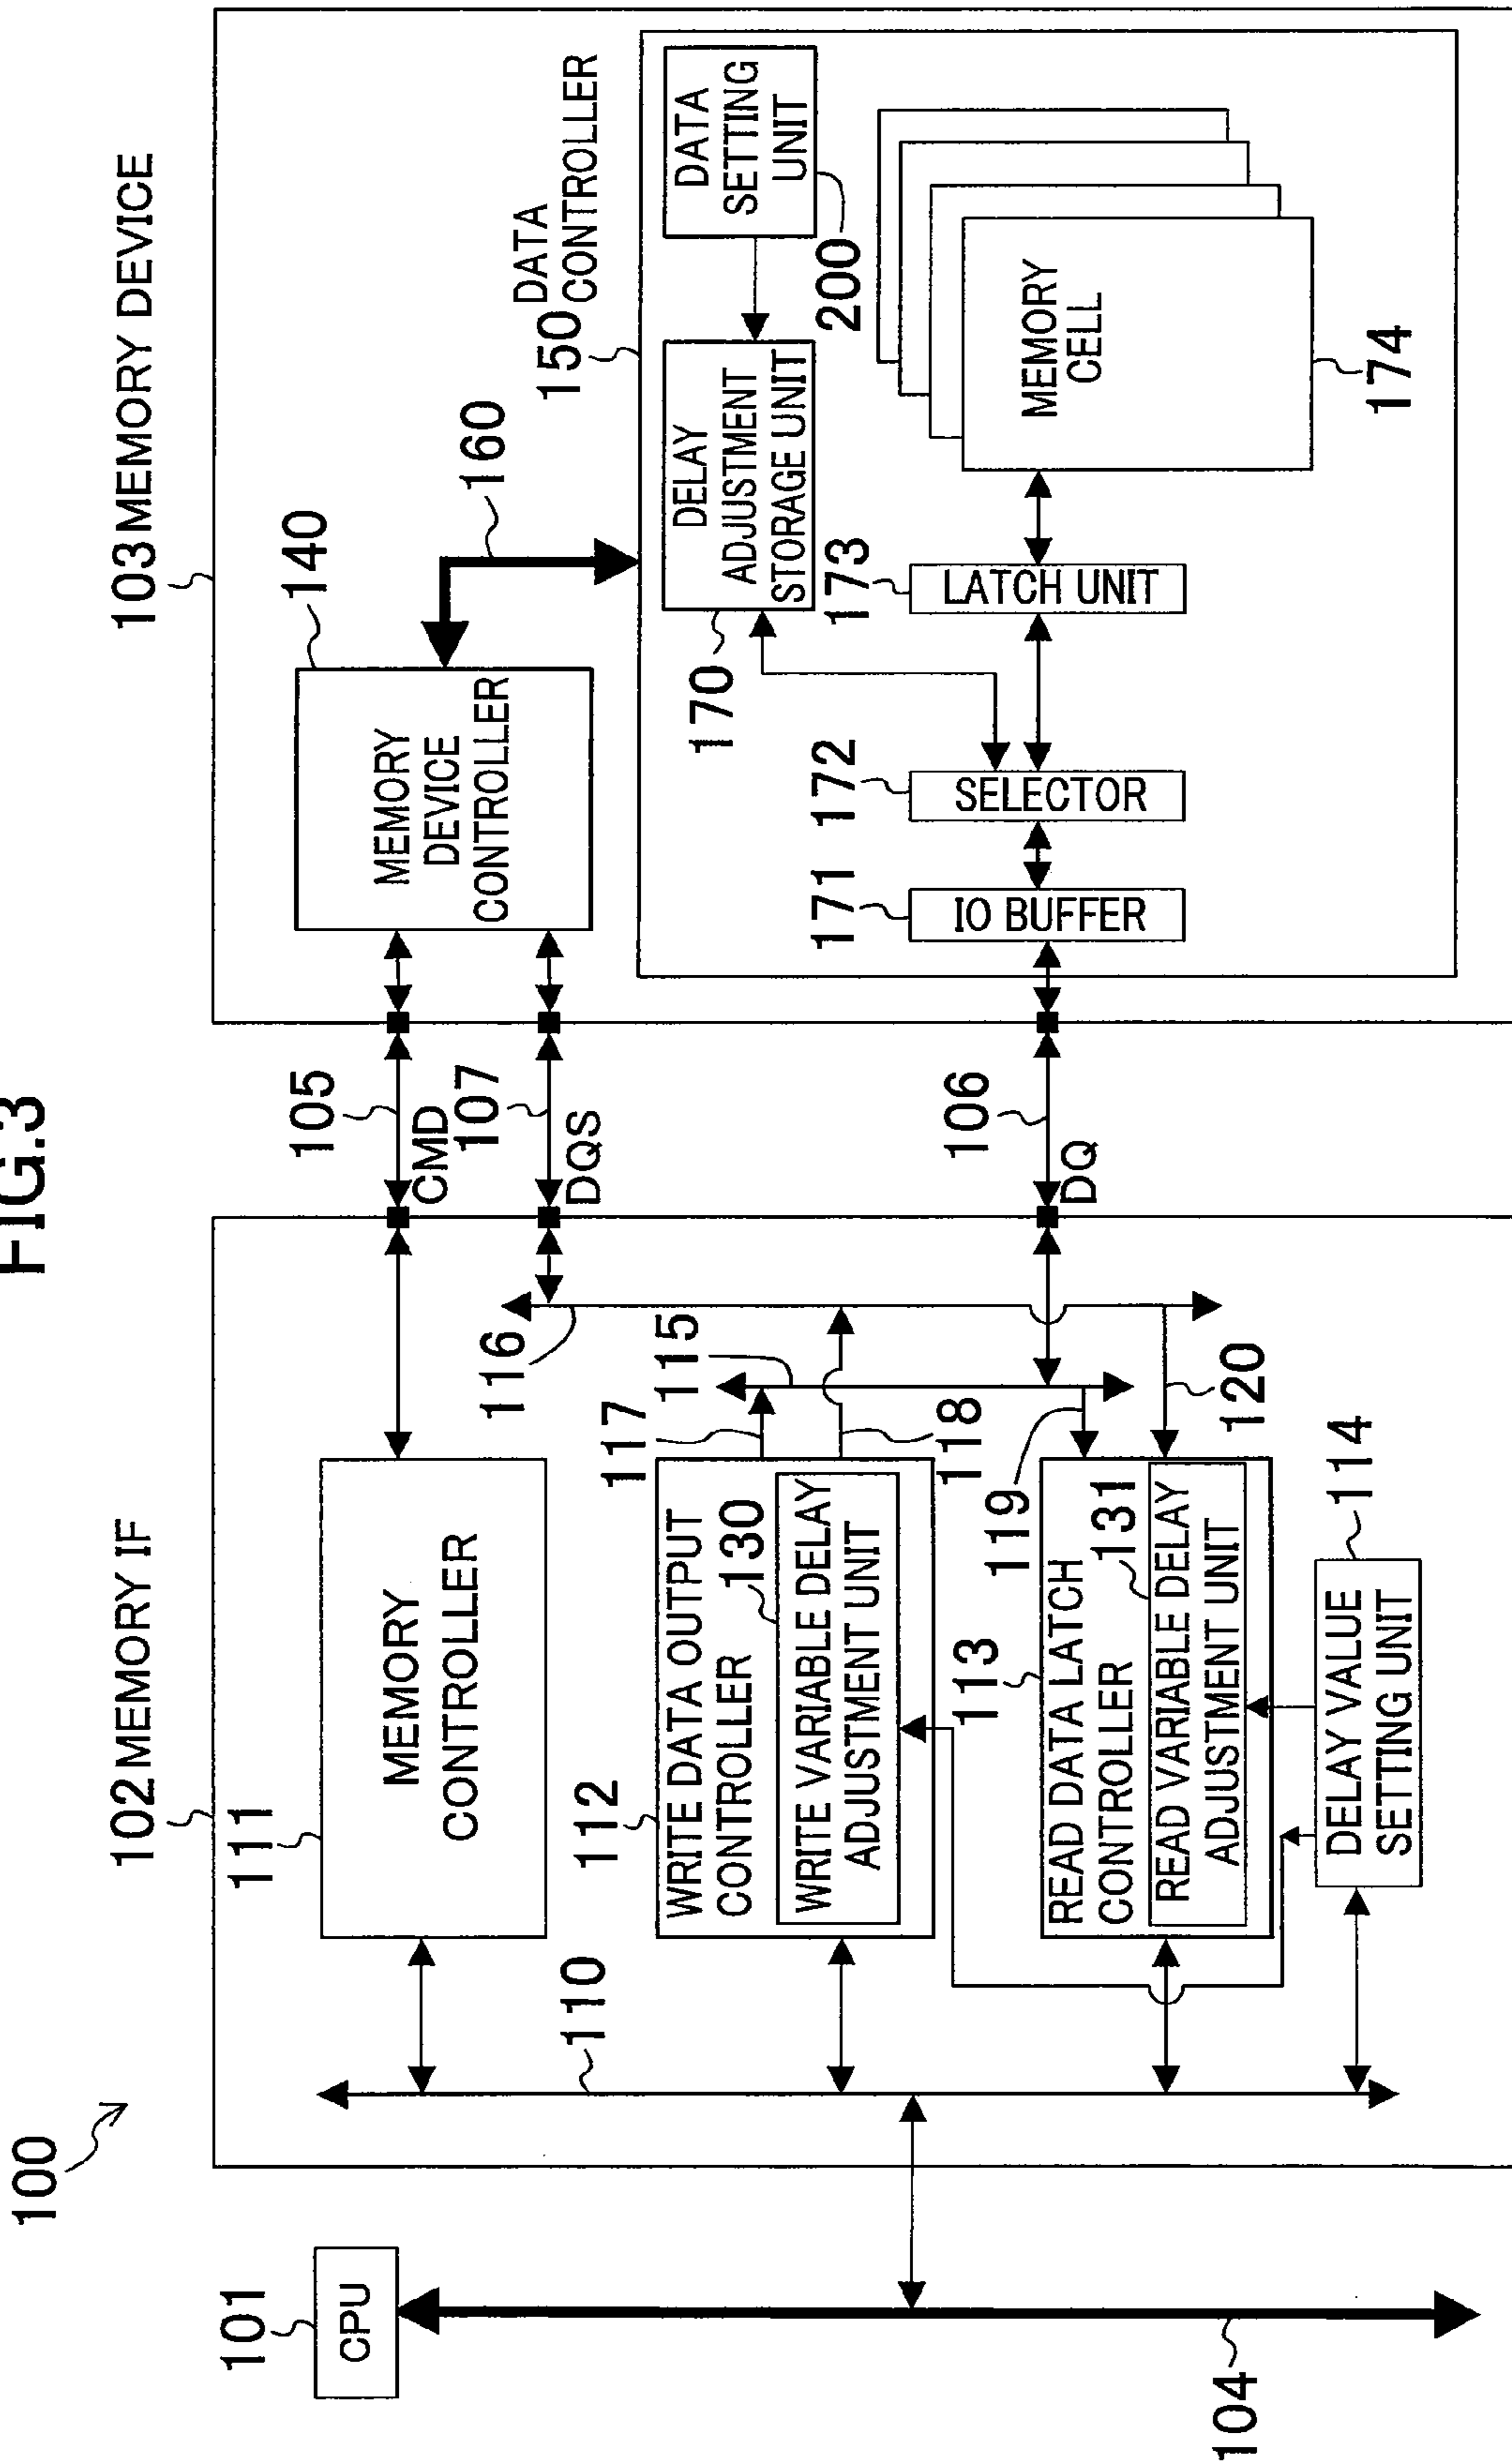 FIG.3
100
101
CPU
104
102 MEMORY IF
111
MEMORY
CONTROLLER
110
112
WRITE DATA OUTPUT
CONTROLLER
130
WRITE VARIABLE DELAY
ADJUSTMENT UNIT
113
READ DATA LATCH
CONTROLLER
131
READ VARIABLE DELAY
ADJUSTMENT UNIT
114
DELAY VALUE
SETTING UNIT
116
115
117
118
119
120
105
CMD
107
DQS
106
DQ
103 MEMORY DEVICE
140
MEMORY
DEVICE
CONTROLLER
160
150
DATA
CONTROLLER
170
DELAY
ADJUSTMENT
STORAGE UNIT
DATA
SETTING
UNIT
200
171
IO BUFFER
172
SELECTOR
173
LATCH UNIT
MEMORY
CELL
174